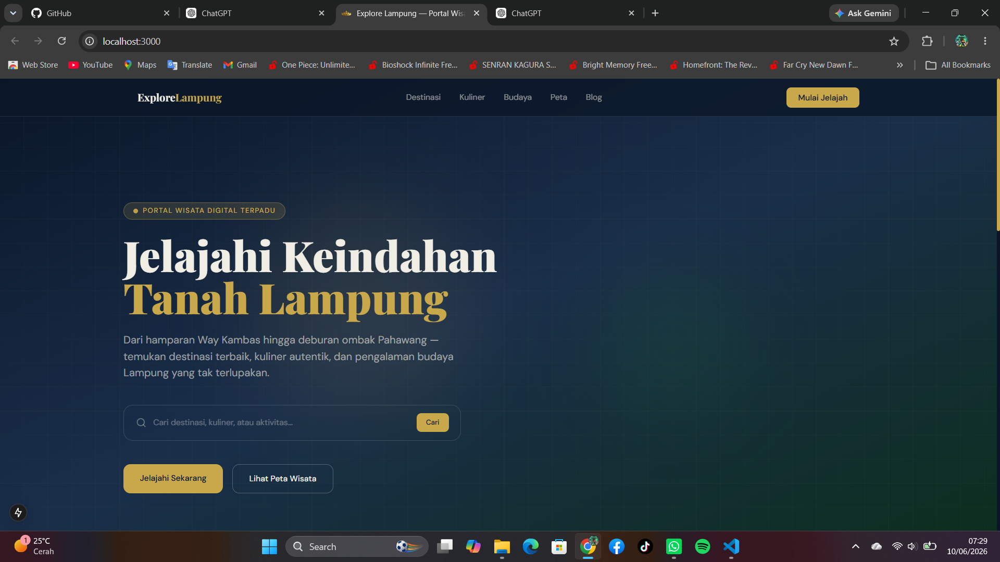 GitHub
ChatGPT
Explore Lampung — Portal Wis
ChatGPT
Ask Gemini
localhost:3000
Web Store
YouTube
Maps
Translate
Gmail
One Piece: Unlimite...
Bioshock Infinite Fre...
SENRAN KAGURA S...
Bright Memory Free...
Homefront: The Rev...
Far Cry New Dawn F...
All Bookmarks
ExploreLampung
Destinasi
Kuliner
Budaya
Peta
Blog
Mulai Jelajah
PORTAL WISATA DIGITAL TERPADU
Jelajahi Keindahan
Tanah Lampung
Dari hamparan Way Kambas hingga deburan ombak Pahawang —
temukan destinasi terbaik, kuliner autentik, dan pengalaman budaya
Lampung yang tak terlupakan.
Cari destinasi, kuliner, atau aktivitas...
Cari
Jelajahi Sekarang
Lihat Peta Wisata
1
25°C
Cerah
Search
07:29
10/06/2026